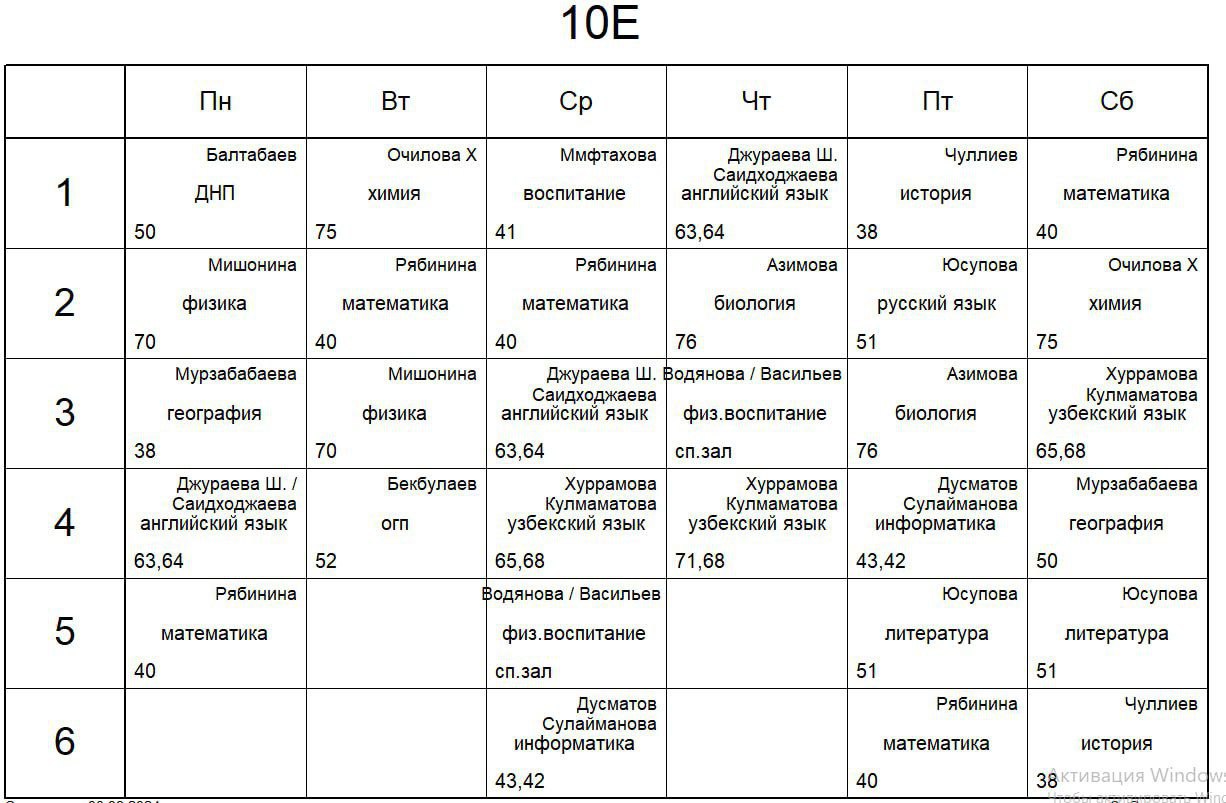 10Е
Пн Вт Ср Чт Пт Сб
1
Балтабаев
ДНП
50
Очилова Х
химия
75
Ммфтахова
воспитание
41
Джураева Ш.
Саидходжаева
английский язык
63,64
Чуллиев
история
38
Рябинина
математика
40
2
Мишонина
физика
70
Рябинина
математика
40
Рябинина
математика
40
Азимова
биология
76
Юсупова
русский язык
51
Очилова Х
химия
75
3
Мурзабабаева
география
38
Мишонина
физика
70
Джураева Ш.
Саидходжаева
английский язык
63,64
Водянова / Васильев
физ.воспитание
сп.зал
Азимова
биология
76
Хуррамова
Кулмаматова
узбекский язык
65,68
4
Джураева Ш. /
Саидходжаева
английский язык
63,64
Бекбулаев
огп
52
Хуррамова
Кулмаматова
узбекский язык
65,68
Хуррамова
Кулмаматова
узбекский язык
71,68
Дусматов
Сулайманова
информатика
43,42
Мурзабабаева
география
50
5
Рябинина
математика
40
Водянова / Васильев
физ.воспитание
сп.зал
Юсупова
литература
51
Юсупова
литература
51
6
Дусматов
Сулайманова
информатика
43,42
Рябинина
математика
40
Чуллиев
история
38
Активация Windows